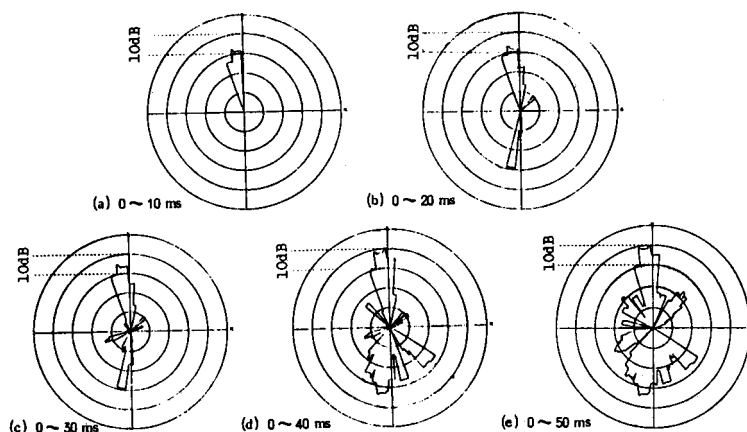 10dB
10dB
(a) 0 ~ 10 ms
(b) 0 ~ 20 ms
10dB
10dB
10dB
(c) 0 ~ 30 ms
(d) 0 ~ 40 ms
(e) 0 ~ 50 ms